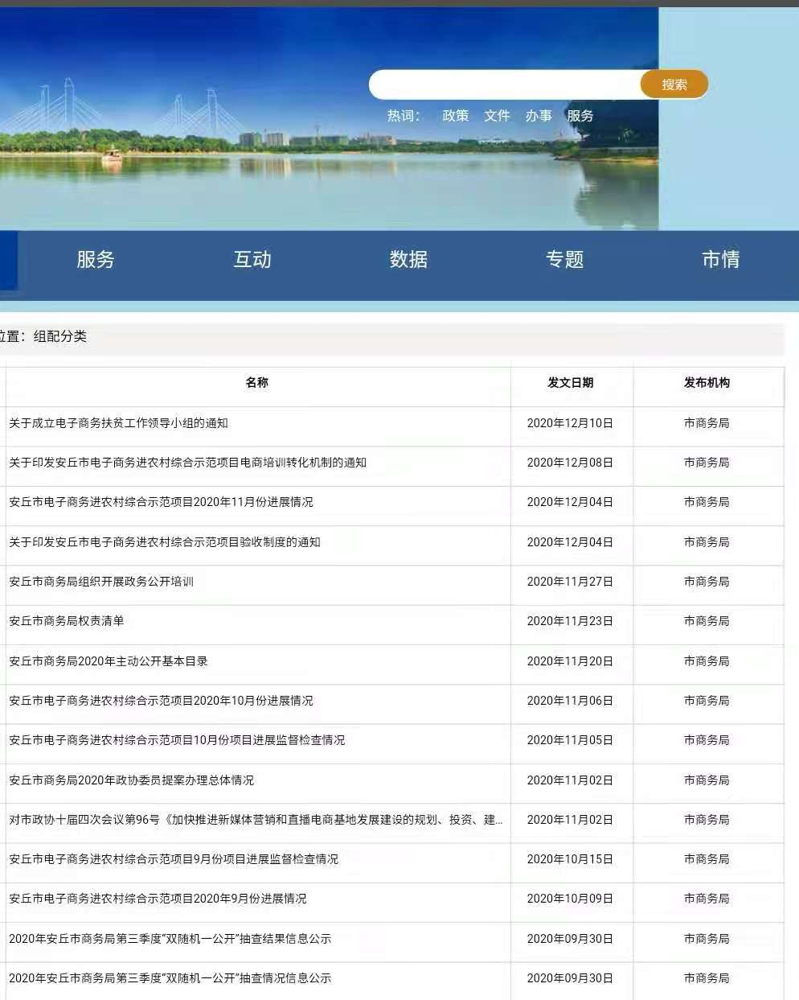 搜索
热词： 政策 文件 办事 服务
服务 互动 数据 专题 市情
位置：组配分类
名称 发文日期 发布机构
关于成立电子商务扶贫工作领导小组的通知 2020年12月10日 市商务局
关于印发安丘市电子商务进农村综合示范项目电商培训转化机制的通知 2020年12月08日 市商务局
安丘市电子商务进农村综合示范项目2020年11月份进展情况 2020年12月04日 市商务局
关于印发安丘市电子商务进农村综合示范项目验收制度的通知 2020年12月04日 市商务局
安丘市商务局组织开展政务公开培训 2020年11月27日 市商务局
安丘市商务局权责清单 2020年11月23日 市商务局
安丘市商务局2020年主动公开基本目录 2020年11月20日 市商务局
安丘市电子商务进农村综合示范项目2020年10月份进展情况 2020年11月06日 市商务局
安丘市电子商务进农村综合示范项目10月份项目进展监督检查情况 2020年11月05日 市商务局
安丘市商务局2020年政协委员提案办理总体情况 2020年11月02日 市商务局
对市政协十届四次会议第96号《加快推进新媒体营销和直播电商基地发展建设的规划、投资、建... 2020年11月02日 市商务局
安丘市电子商务进农村综合示范项目9月份项目进展监督检查情况 2020年10月15日 市商务局
安丘市电子商务进农村综合示范项目2020年9月份进展情况 2020年10月09日 市商务局
2020年安丘市商务局第三季度“双随机一公开”抽查结果信息公示 2020年09月30日 市商务局
2020年安丘市商务局第三季度“双随机一公开”抽查情况信息公示 2020年09月30日 市商务局